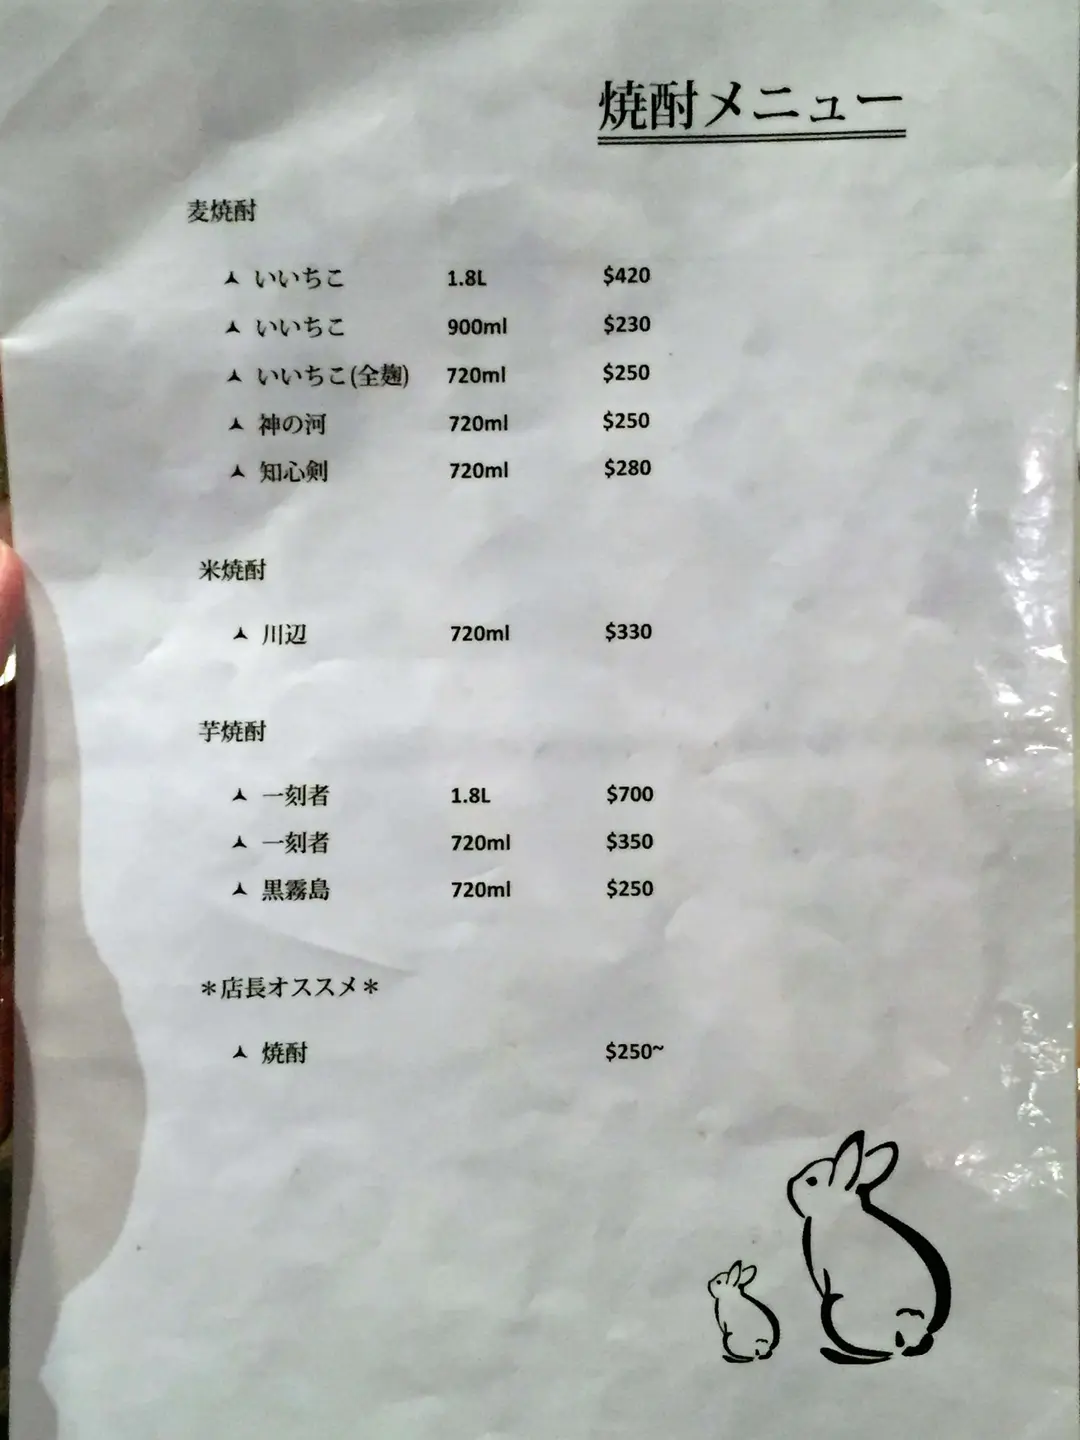 焼酎メニュー
麦焼酎
いいちこ 1.8L $420
いいちこ 900ml $230
いいちこ(全麹) 720ml $250
神の河 720ml $250
知心剣 720ml $280
米焼酎
川辺 720ml $330
芋焼酎
一刻者 1.8L $700
一刻者 720ml $350
黒霧島 720ml $250
＊店長オススメ＊
焼酎 $250~